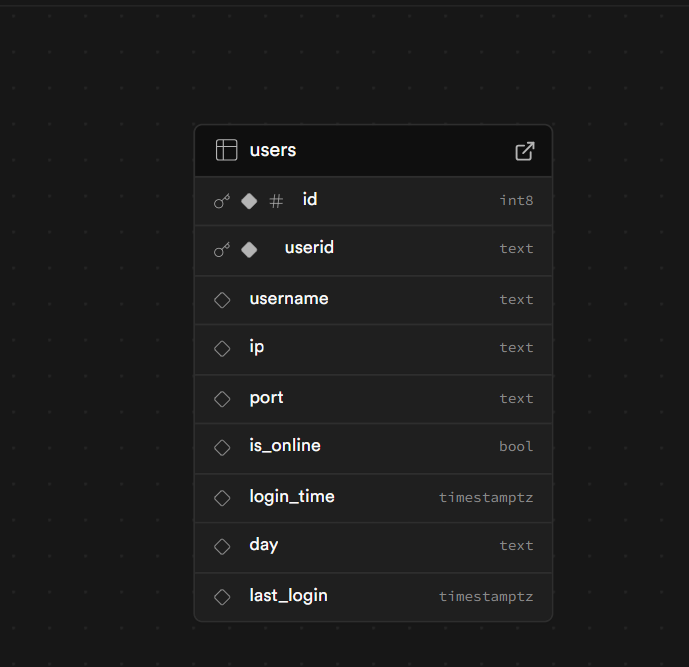 users
# id int8
userid text
username text
ip text
port text
is_online bool
login_time timestamptz
day text
last_login timestamptz